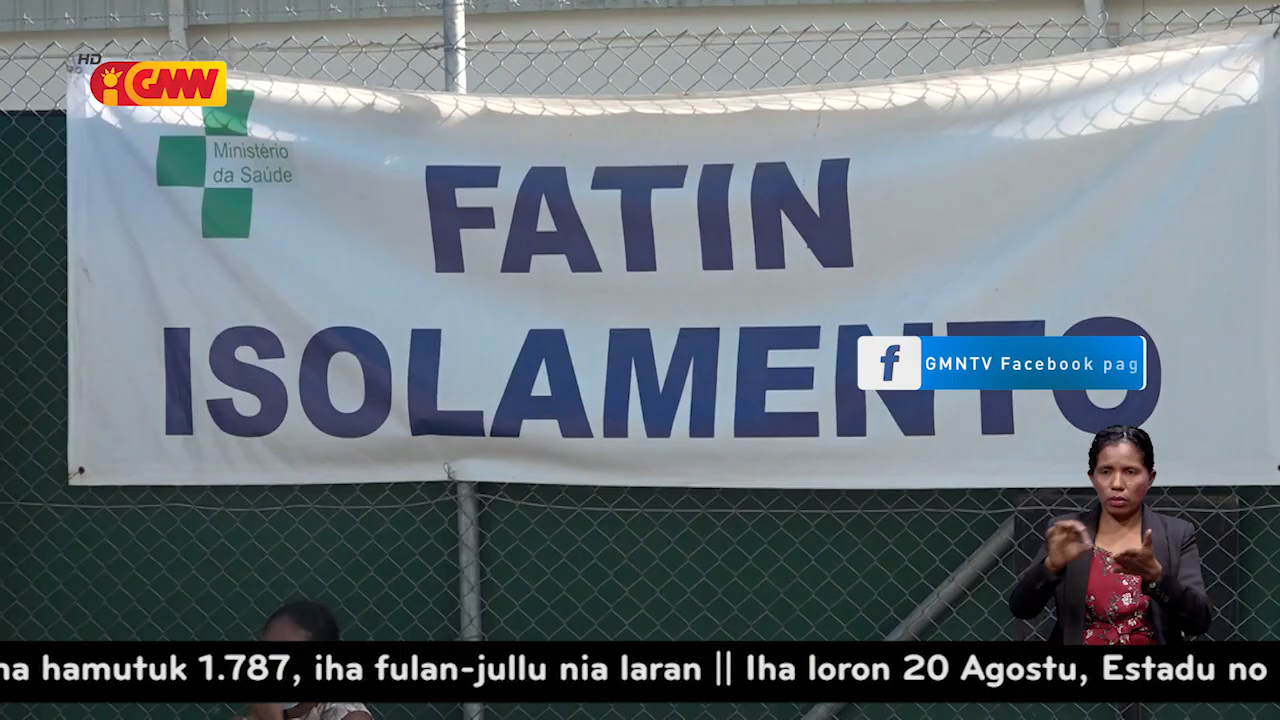 HD
GMN
Ministério
da Saúde
FATIN
ISOLAMENTO
GMNTV Facebook pag
na hamutuk 1.787, iha fulan-jullu nia laran || Iha loron 20 Agostu, Estadu no